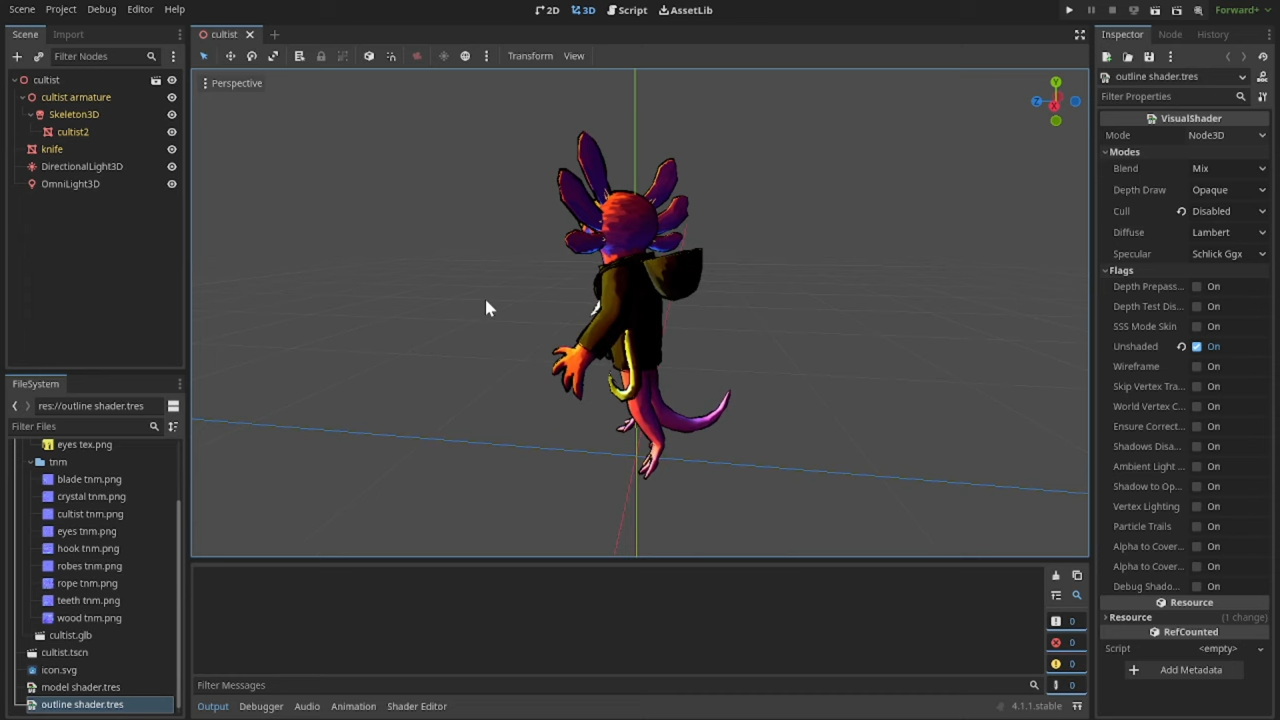 Scene Project Debug Editor Help
2D 3D Script AssetLib
Forward+
Scene Import
Filter Nodes
cultist
cultist armature
Skeleton3D
cultist2
knife
DirectionalLight3D
OmniLight3D
FileSystem
res://outline shader.tres
Filter Files
eyes tex.png
tnm
blade tnm.png
crystal tnm.png
cultist tnm.png
eyes tnm.png
hook tnm.png
robes tnm.png
rope tnm.png
teeth tnm.png
wood tnm.png
cultist.glb
cultist.tscn
icon.svg
model shader.tres
outline shader.tres
cultist
Transform View
Perspective
Y
Z
X
0
0
0
0
Filter Messages
Output Debugger Audio Animation Shader Editor
4.1.1.stable
Inspector Node History
outline shader.tres
Filter Properties
VisualShader
Mode Node3D
Modes
Blend Mix
Depth Draw Opaque
Cull Disabled
Diffuse Lambert
Specular Schlick Ggx
Flags
Depth Prepass... On
Depth Test Dis... On
SSS Mode Skin On
Unshaded On
Wireframe On
Skip Vertex Tra... On
World Vertex C... On
Ensure Correct... On
Shadows Disa... On
Ambient Light ... On
Shadow to Op... On
Vertex Lighting On
Particle Trails On
Alpha to Cover... On
Alpha to Cover... On
Debug Shado... On
Resource
Resource (1 change)
RefCounted
Script <empty>
Add Metadata